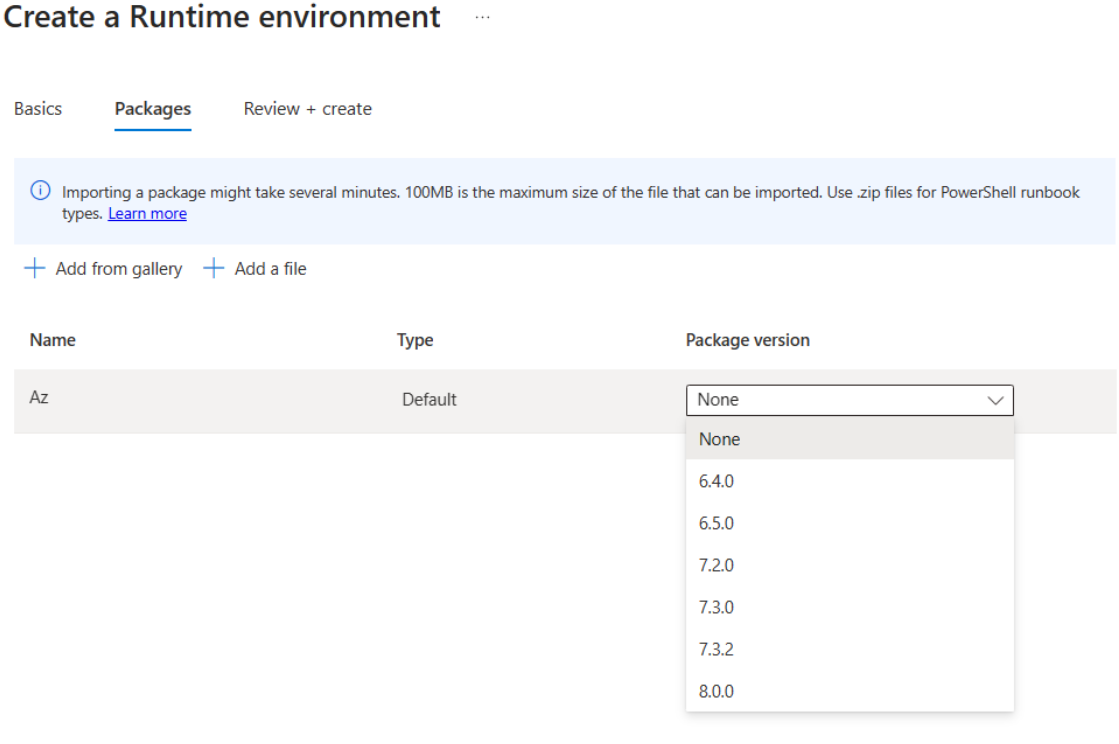 Create a Runtime environment ...
Basics Packages Review + create
Importing a package might take several minutes. 100MB is the maximum size of the file that can be imported. Use .zip files for PowerShell runbook
types. Learn more
Add from gallery Add a file
Name Type Package version
Az Default None
None
6.4.0
6.5.0
7.2.0
7.3.0
7.3.2
8.0.0